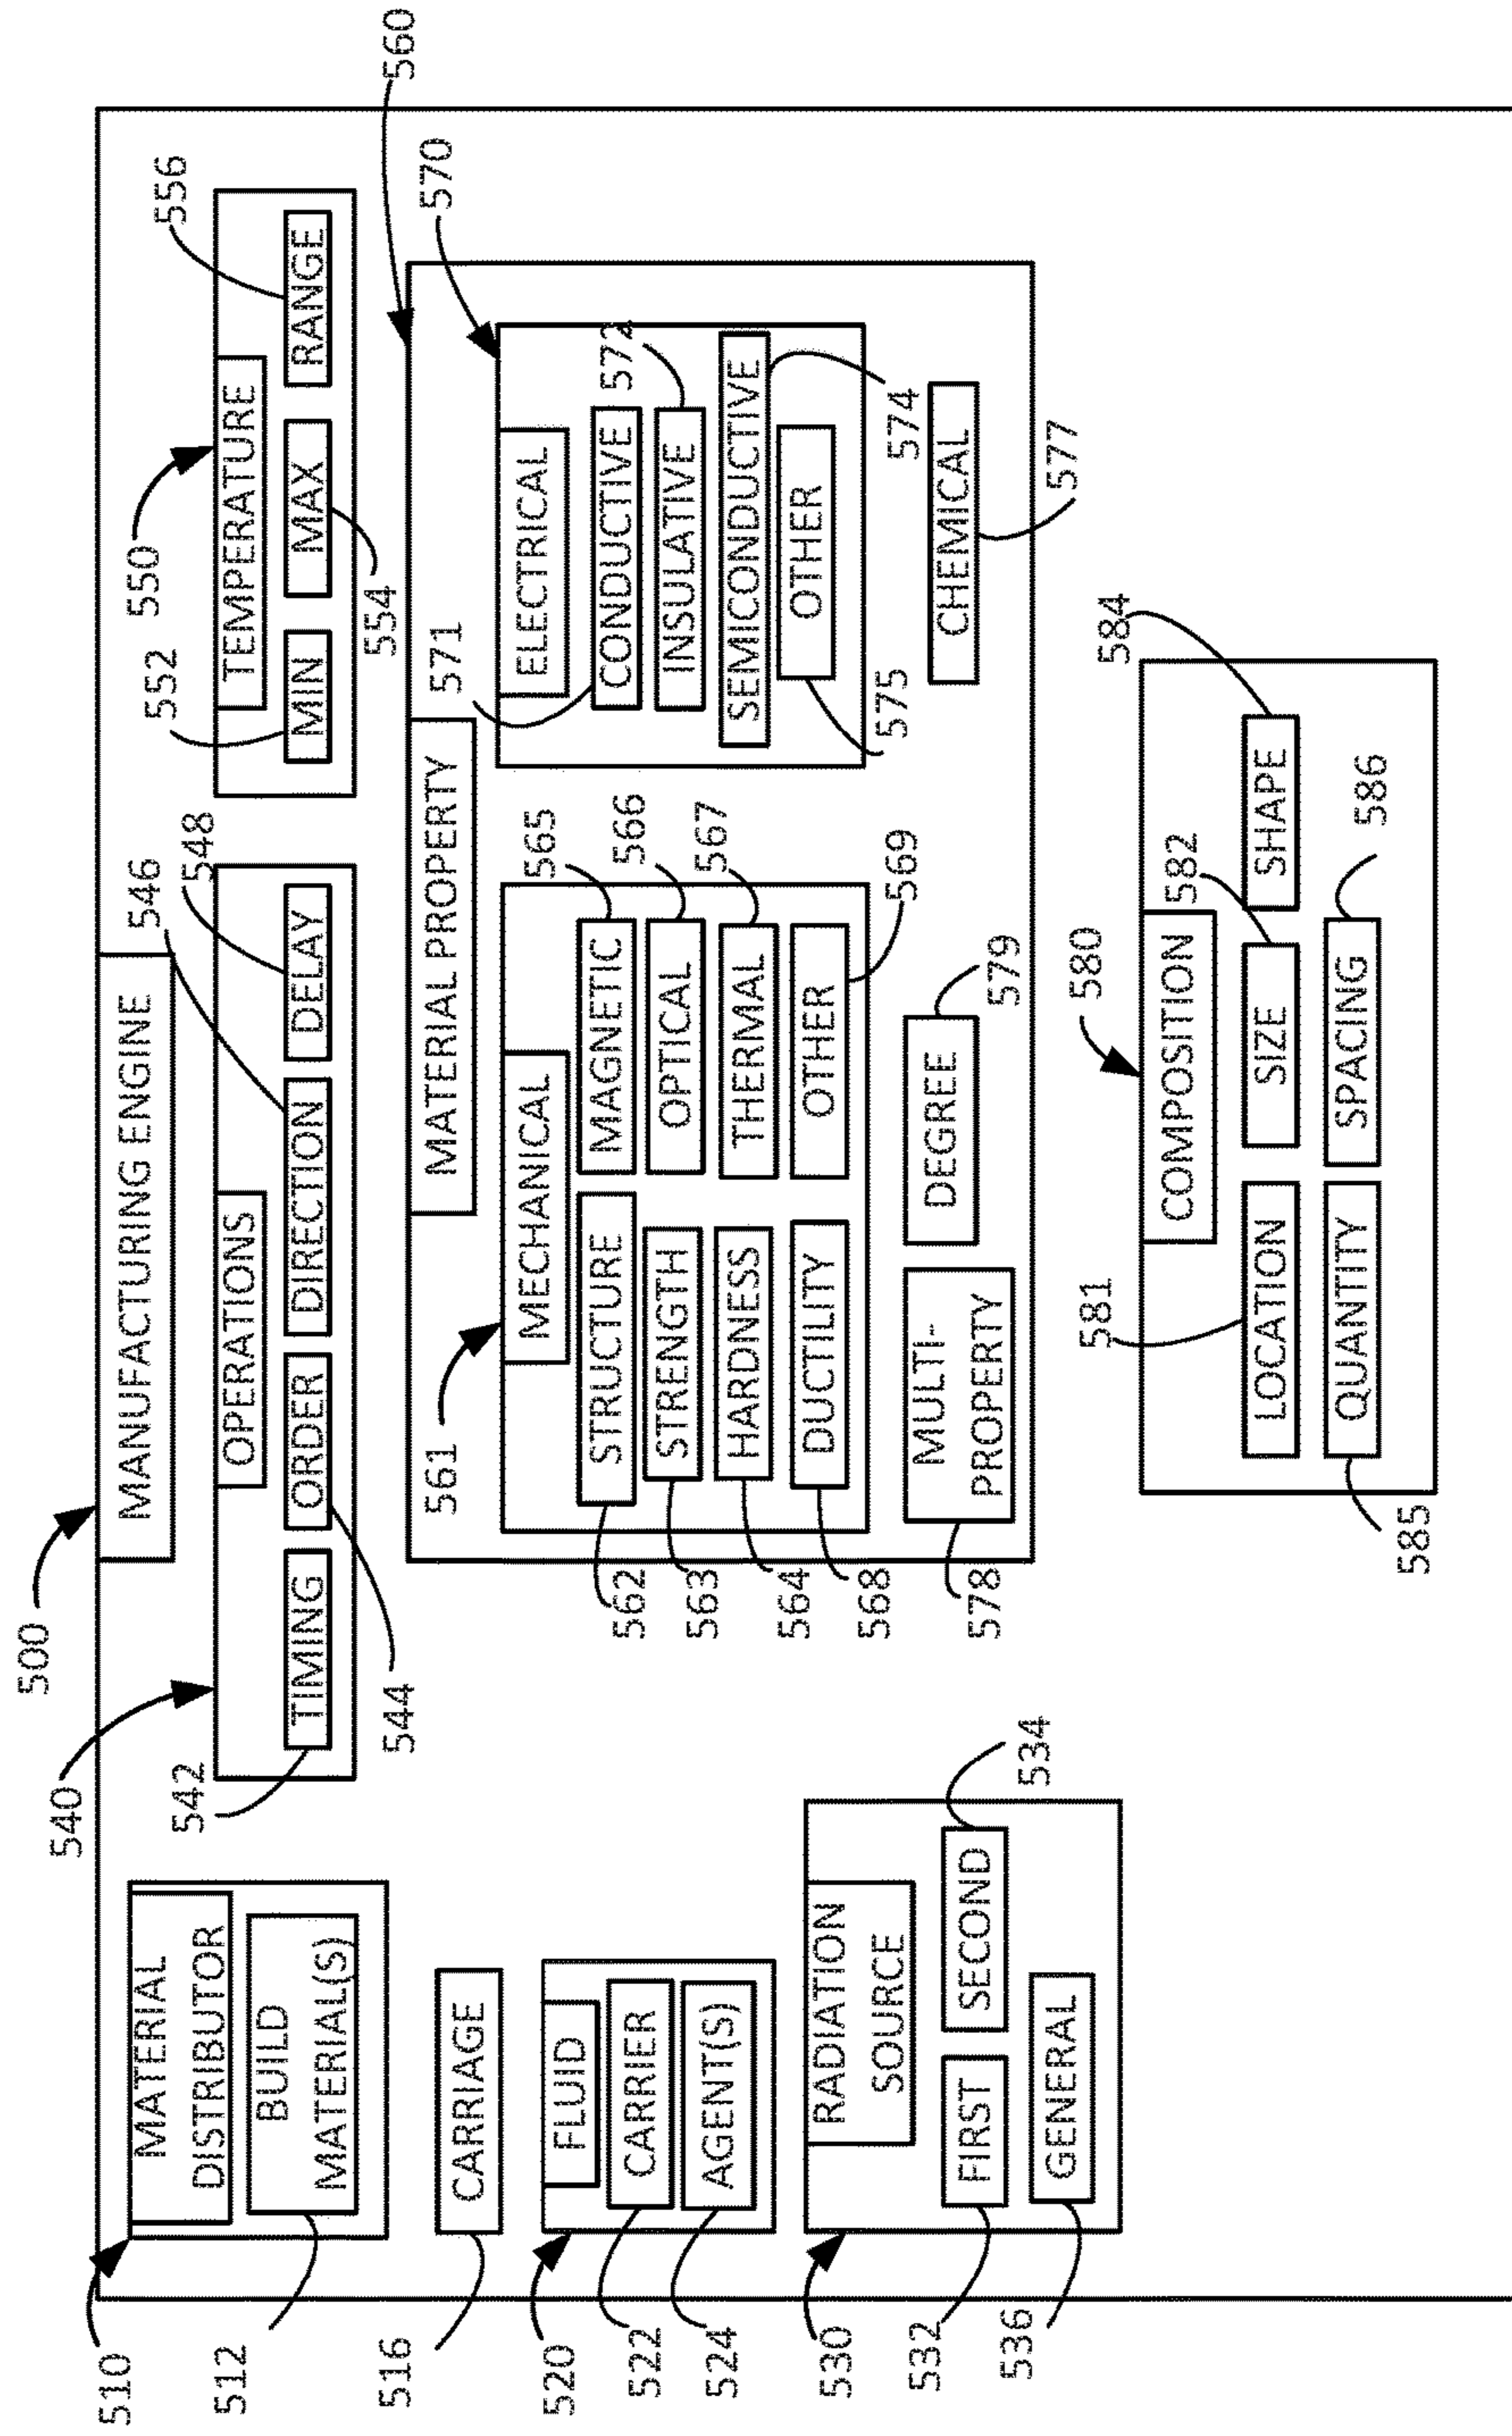 500
MANUFACTURING ENGINE
510
MATERIAL
DISTRIBUTOR
BUILD
MATERIAL(S)
512
CARRIAGE
516
520
FLUID
CARRIER
522
AGENT(S)
524
530
RADIATION
SOURCE
FIRST
SECOND
532
534
GENERAL
536
540
OPERATIONS
TIMING
ORDER
DIRECTION
DELAY
542
544
546
548
550
TEMPERATURE
MIN
MAX
RANGE
552
554
556
560
MATERIAL PROPERTY
561
MECHANICAL
STRUCTURE
MAGNETIC
562
565
STRENGTH
OPTICAL
563
566
HARDNESS
THERMAL
564
567
DUCTILITY
OTHER
568
569
570
ELECTRICAL
571
CONDUCTIVE
INSULATIVE
572
SEMICONDUCTIVE
574
OTHER
575
CHEMICAL
577
MULTI-
PROPERTY
578
DEGREE
579
580
COMPOSITION
LOCATION
SIZE
SHAPE
581
582
584
QUANTITY
SPACING
585
586